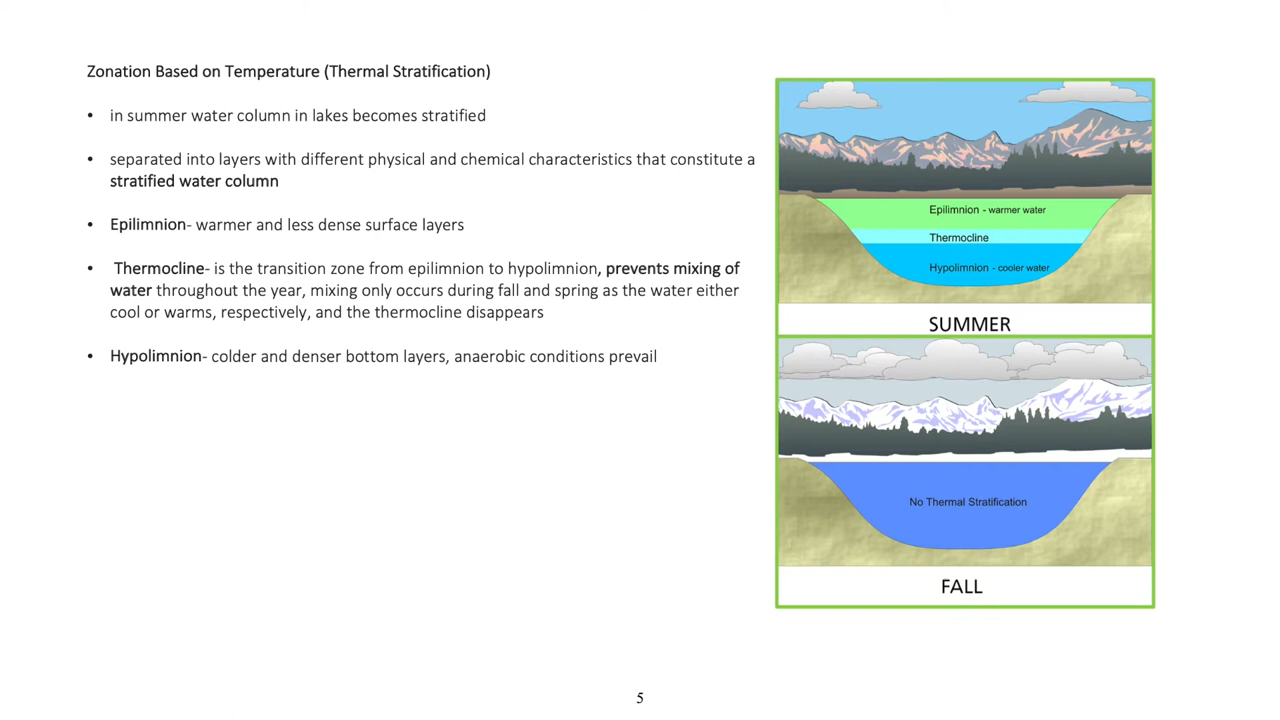 Zonation Based on Temperature (Thermal Stratification)
• in summer water column in lakes becomes stratified
• separated into layers with different physical and chemical characteristics that constitute a
stratified water column
• Epilimnion- warmer and less dense surface layers
• Thermocline- is the transition zone from epilimnion to hypolimnion, prevents mixing of
water throughout the year, mixing only occurs during fall and spring as the water either
cool or warms, respectively, and the thermocline disappears
• Hypolimnion- colder and denser bottom layers, anaerobic conditions prevail
Epilimnion - warmer water
Thermocline
Hypolimnion - cooler water
SUMMER
No Thermal Stratification
FALL
5